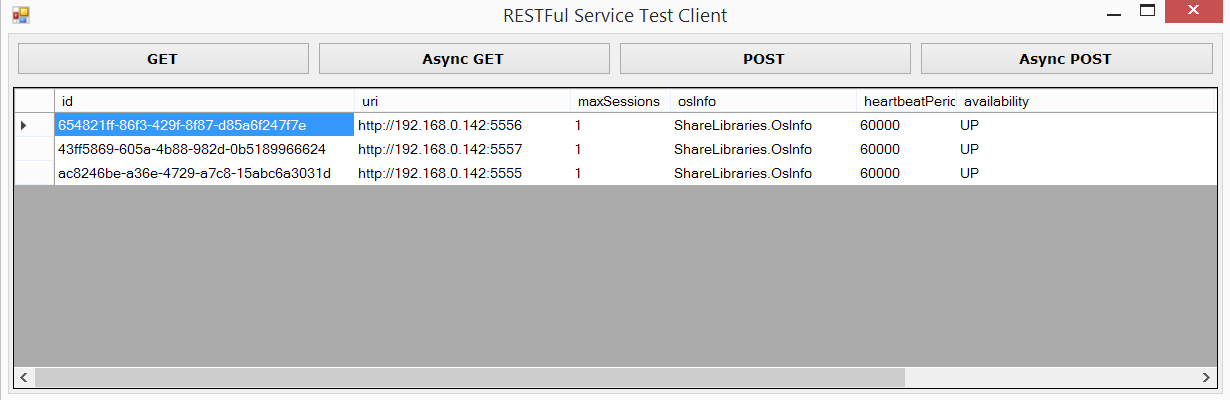 RESTFul Service Test Client
GET Async GET POST Async POST
id uri maxSessions osInfo heartbeatPeric availability
654821ff-86f3-429f-8f87-d85a6f247f7e http://192.168.0.142:5556 1 ShareLibraries.OsInfo 60000 UP
43ff5869-605a-4b88-982d-0b5189966624 http://192.168.0.142:5557 1 ShareLibraries.OsInfo 60000 UP
ac8246be-a36e-4729-a7c8-15abc6a3031d http://192.168.0.142:5555 1 ShareLibraries.OsInfo 60000 UP